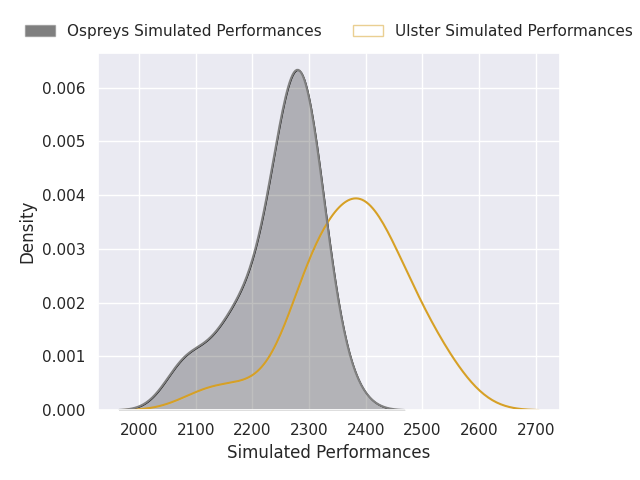 Ospreys Simulated Performances
Ulster Simulated Performances
0.006
0.005
0.004
0.003
0.002
0.001
0.000
Density
2000 2100 2200 2300 2400 2500 2600 2700
Simulated Performances